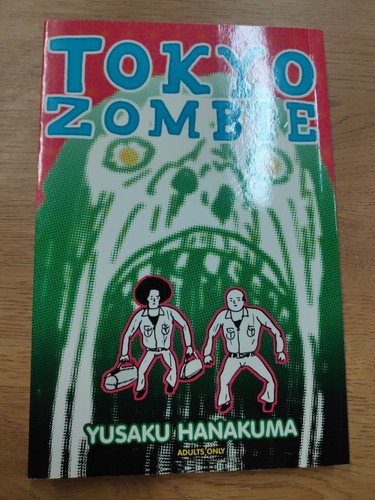 TOKYO
ZOMBIE
YUSAKU HANAKUMA
ADULTS ONLY